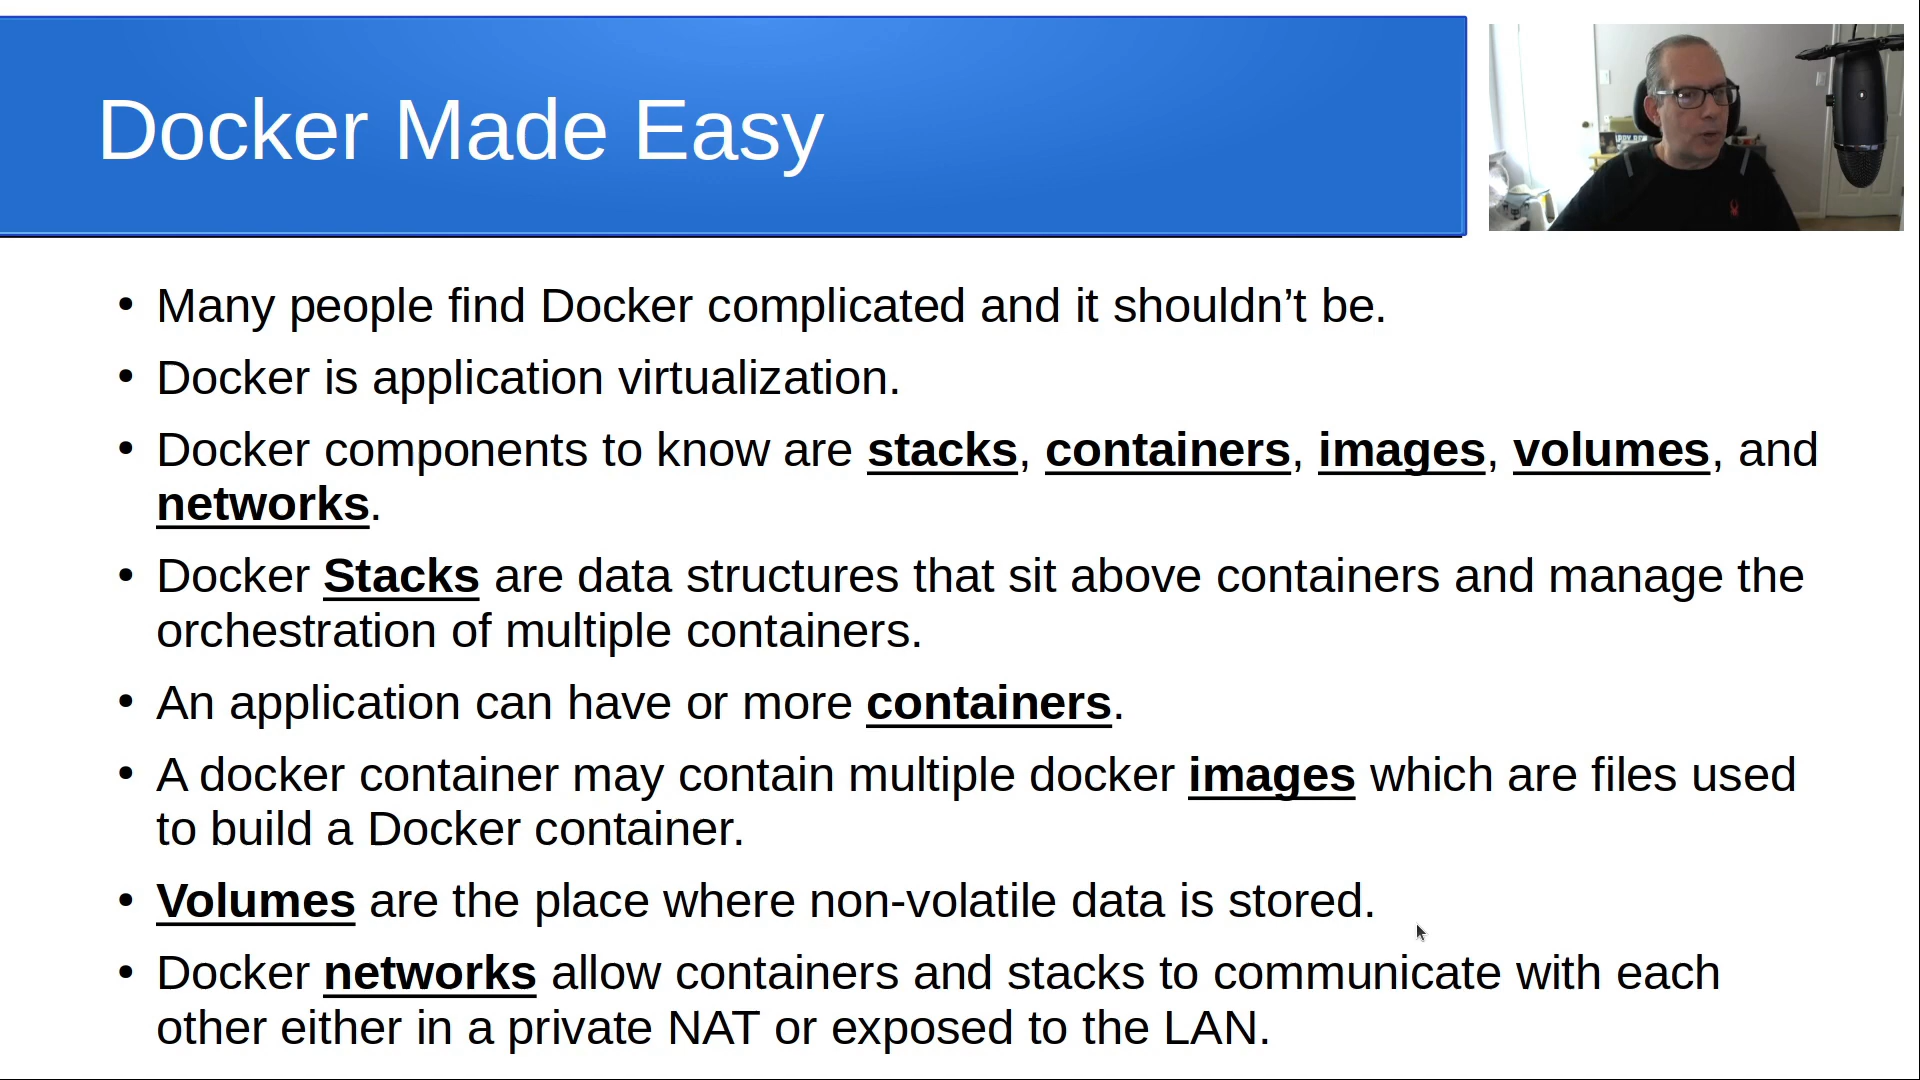 Docker Made Easy
• Many people find Docker complicated and it shouldn’t be.
• Docker is application virtualization.
• Docker components to know are stacks, containers, images, volumes, and
networks.
• Docker Stacks are data structures that sit above containers and manage the
orchestration of multiple containers.
• An application can have or more containers.
• A docker container may contain multiple docker images which are files used
to build a Docker container.
• Volumes are the place where non-volatile data is stored.
• Docker networks allow containers and stacks to communicate with each
other either in a private NAT or exposed to the LAN.